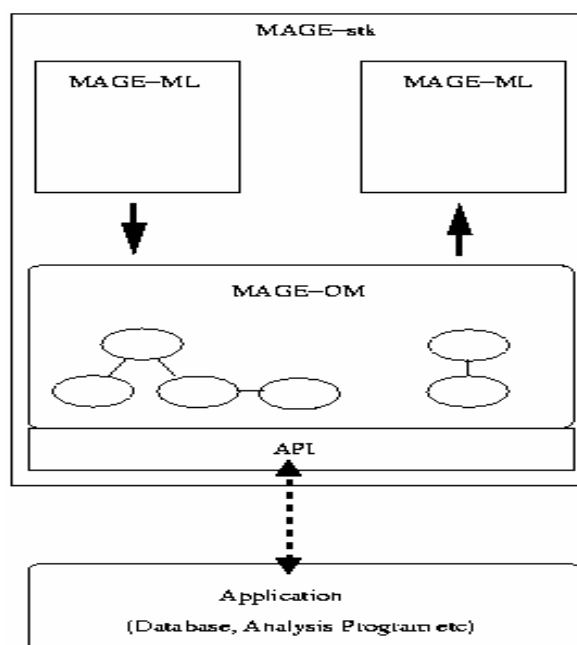 MAGE-stk
MAGE-ML
MAGE-ML
MAGE-OM
API
Application
(Database, Analysis Program etc)